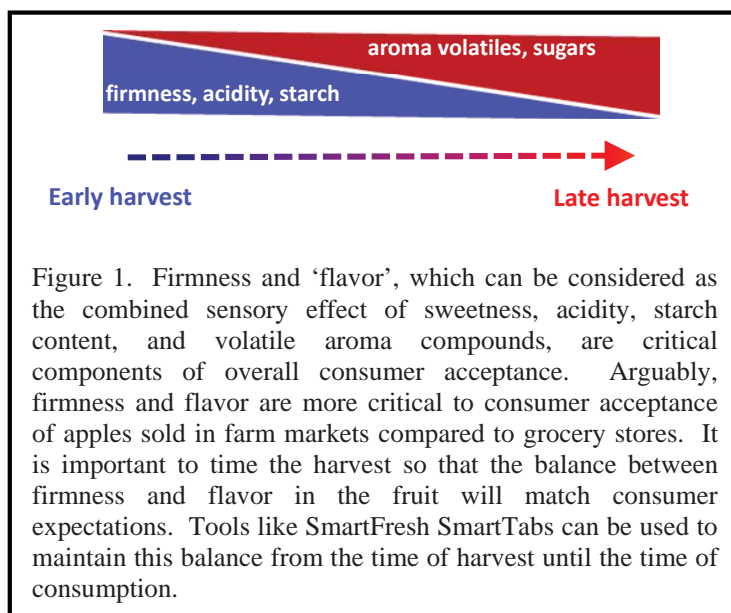 aroma volatiles, sugars
firmness, acidity, starch
Early harvest
Late harvest
Figure 1. Firmness and ‘flavor’, which can be considered as
the combined sensory effect of sweetness, acidity, starch
content, and volatile aroma compounds, are critical
components of overall consumer acceptance. Arguably,
firmness and flavor are more critical to consumer acceptance
of apples sold in farm markets compared to grocery stores. It
is important to time the harvest so that the balance between
firmness and flavor in the fruit will match consumer
expectations. Tools like SmartFresh SmartTabs can be used to
maintain this balance from the time of harvest until the time of
consumption.